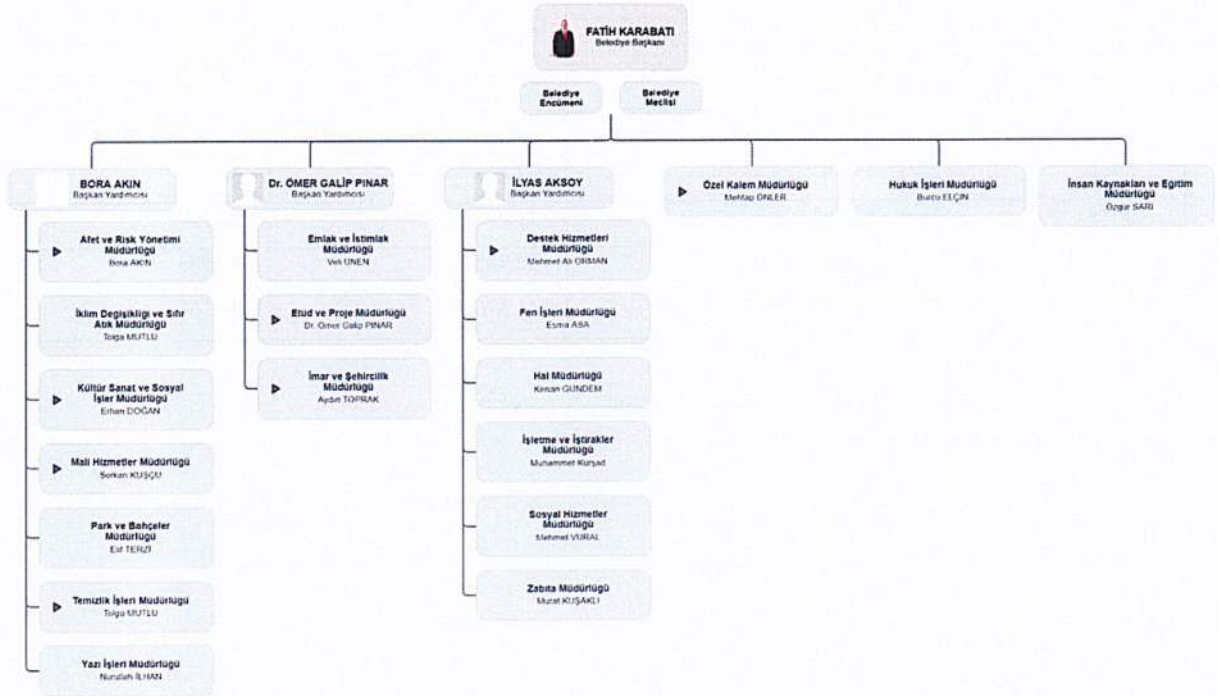 FATİH KARABATI
Belediye Başkanı
Belediye
Encümeni
Belediye
Meclisi
BORA AKIN
Başkan Yardımcısı
Afet ve Risk Yönetimi
Müdürlüğü
Bora AKIN
İklim Değişikliği ve Sıfır
Atık Müdürlüğü
Tolga MUTLU
Kültür Sanat ve Sosyal
İşler Müdürlüğü
Erhan DOĞAN
Mali Hizmetler Müdürlüğü
Serkan KUŞÇU
Park ve Bahçeler
Müdürlüğü
Elif TERZİ
Temizlik İşleri Müdürlüğü
Tolga MUTLU
Yazı İşleri Müdürlüğü
Nurullah İLHAN
Dr. ÖMER GALİP PINAR
Başkan Yardımcısı
Emlak ve İstimlak
Müdürlüğü
Veli ÜNEN
Etüd ve Proje Müdürlüğü
Dr. Ömer Galip PINAR
İmar ve Şehircilik
Müdürlüğü
Aydın TOPRAK
İLYAS AKSOY
Başkan Yardımcısı
Destek Hizmetleri
Müdürlüğü
Mehmet Ali ORMAN
Fen İşleri Müdürlüğü
Esma ASA
Hal Müdürlüğü
Kenan GÜNDEM
İşletme ve İştirakler
Müdürlüğü
Muhammet Kurşad
Sosyal Hizmetler
Müdürlüğü
Mehmet VURAL
Zabıta Müdürlüğü
Murat KUŞAKLI
Özel Kalem Müdürlüğü
Mehtap ÖNLER
Hukuk İşleri Müdürlüğü
Burcu ELÇİN
İnsan Kaynakları ve Eğitim
Müdürlüğü
Özgür SARI